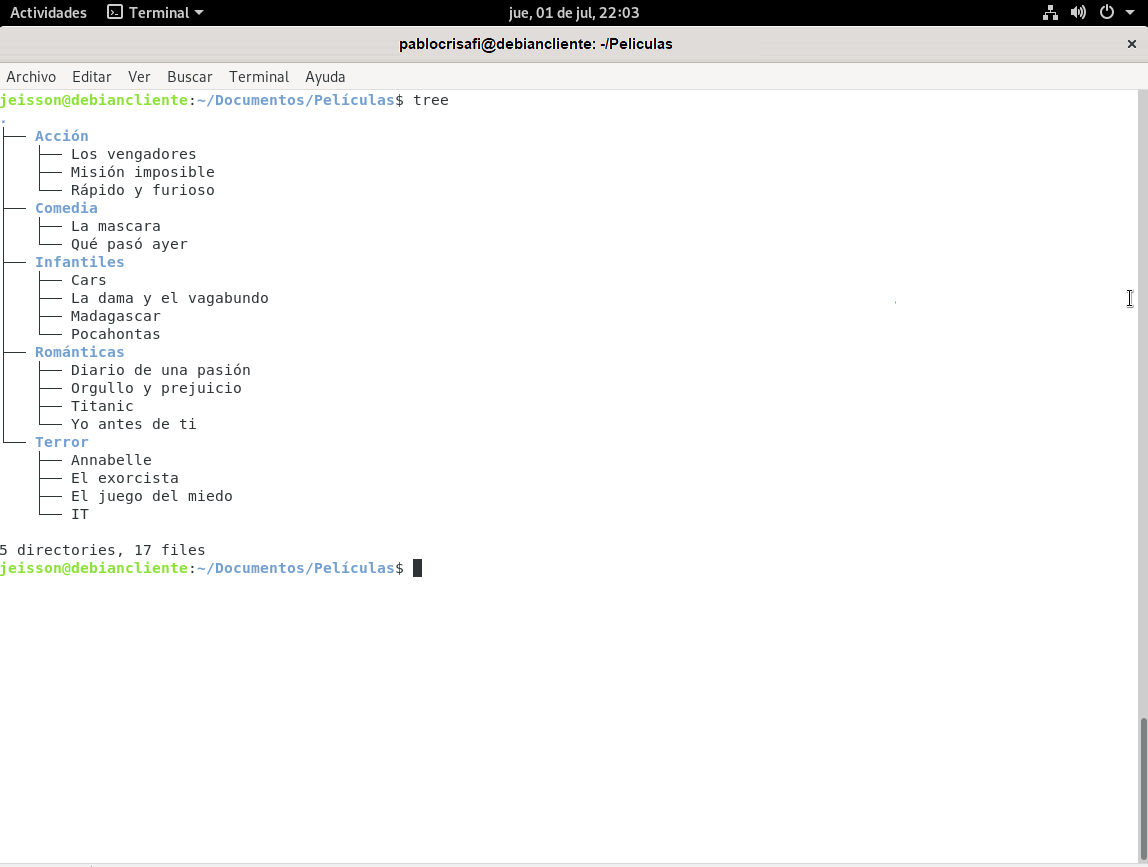 Actividades Terminal jue, 01 de jul, 22:03
pablocrisafi@debiancliente: -/Peliculas
Archivo Editar Ver Buscar Terminal Ayuda
jeisson@debiancliente:~/Documentos/Películas$ tree
.
├── Acción
│   ├── Los vengadores
│   ├── Misión imposible
│   └── Rápido y furioso
├── Comedia
│   ├── La mascara
│   └── Qué pasó ayer
├── Infantiles
│   ├── Cars
│   ├── La dama y el vagabundo
│   ├── Madagascar
│   └── Pocahontas
├── Románticas
│   ├── Diario de una pasión
│   ├── Orgullo y prejuicio
│   ├── Titanic
│   └── Yo antes de ti
└── Terror
    ├── Annabelle
    ├── El exorcista
    ├── El juego del miedo
    └── IT
5 directories, 17 files
jeisson@debiancliente:~/Documentos/Películas$